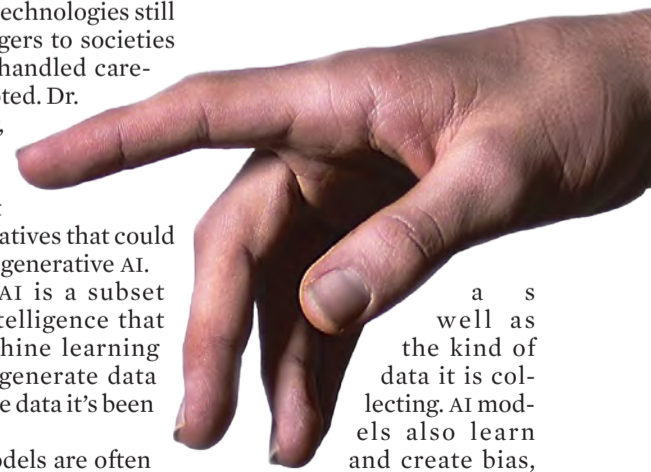 echnologies still
gers to societies
handled care-
ted. Dr.
atives that could
generative AI.
AI is a subset
telligence that
hine learning
generate data
e data it's been
dels are often
a s
well as
the kind of
data it is col-
lecting. AI mod-
els also learn
and create bias,